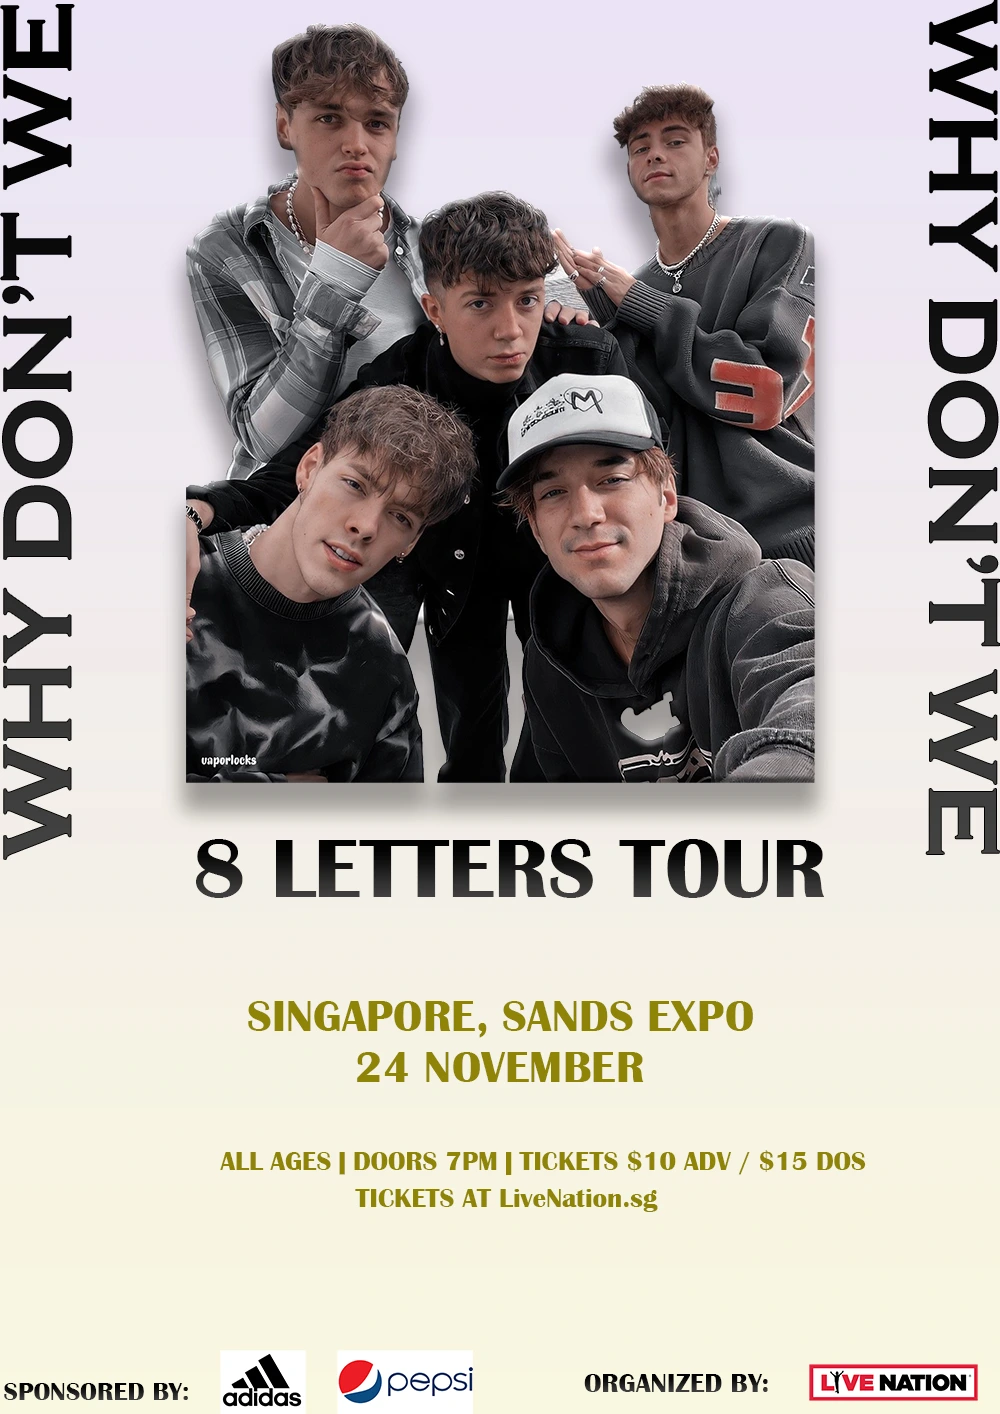 WHY DON'T WE
WHY DON'T WE
M
3
vaporlocks
8 LETTERS TOUR
SINGAPORE, SANDS EXPO
24 NOVEMBER
ALL AGES | DOORS 7PM | TICKETS $10 ADV / $15 DOS
TICKETS AT LiveNation.sg
SPONSORED BY:
adidas
pepsi
ORGANIZED BY:
LIVE NATION